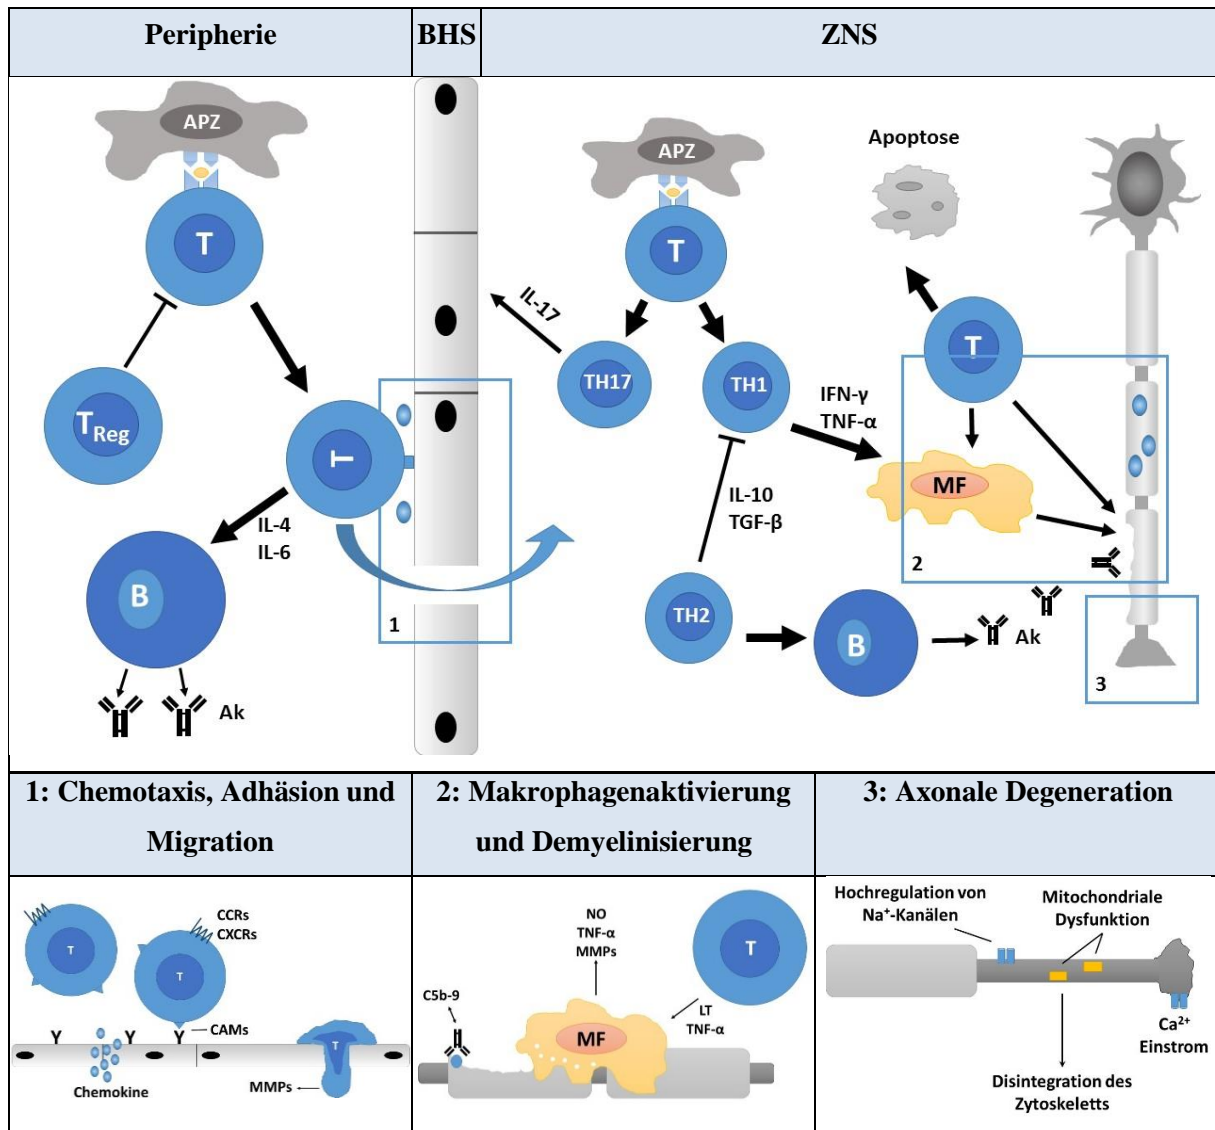 Peripherie
BHS
ZNS
APZ
T
T
Reg
T
IL-4
IL-6
B
Ak
1
APZ
T
IL-17
TH17
TH1
IL-10
TGF-β
TH2
B
Ak
IFN-γ
TNF-α
Apoptose
T
MF
2
3
1: Chemotaxis, Adhäsion und
Migration
2: Makrophagenaktivierung
und Demyelinisierung
3: Axonale Degeneration
T
T
CCRs
CXCRs
CAMs
T
Chemokine
MMPs
NO
TNF-α
MMPs
T
C5b-9
LT
TNF-α
MF
Hochregulation von
Na⁺-Kanälen
Mitochondriale
Dysfunktion
Ca²⁺
Einstrom
Disintegration des
Zytoskeletts